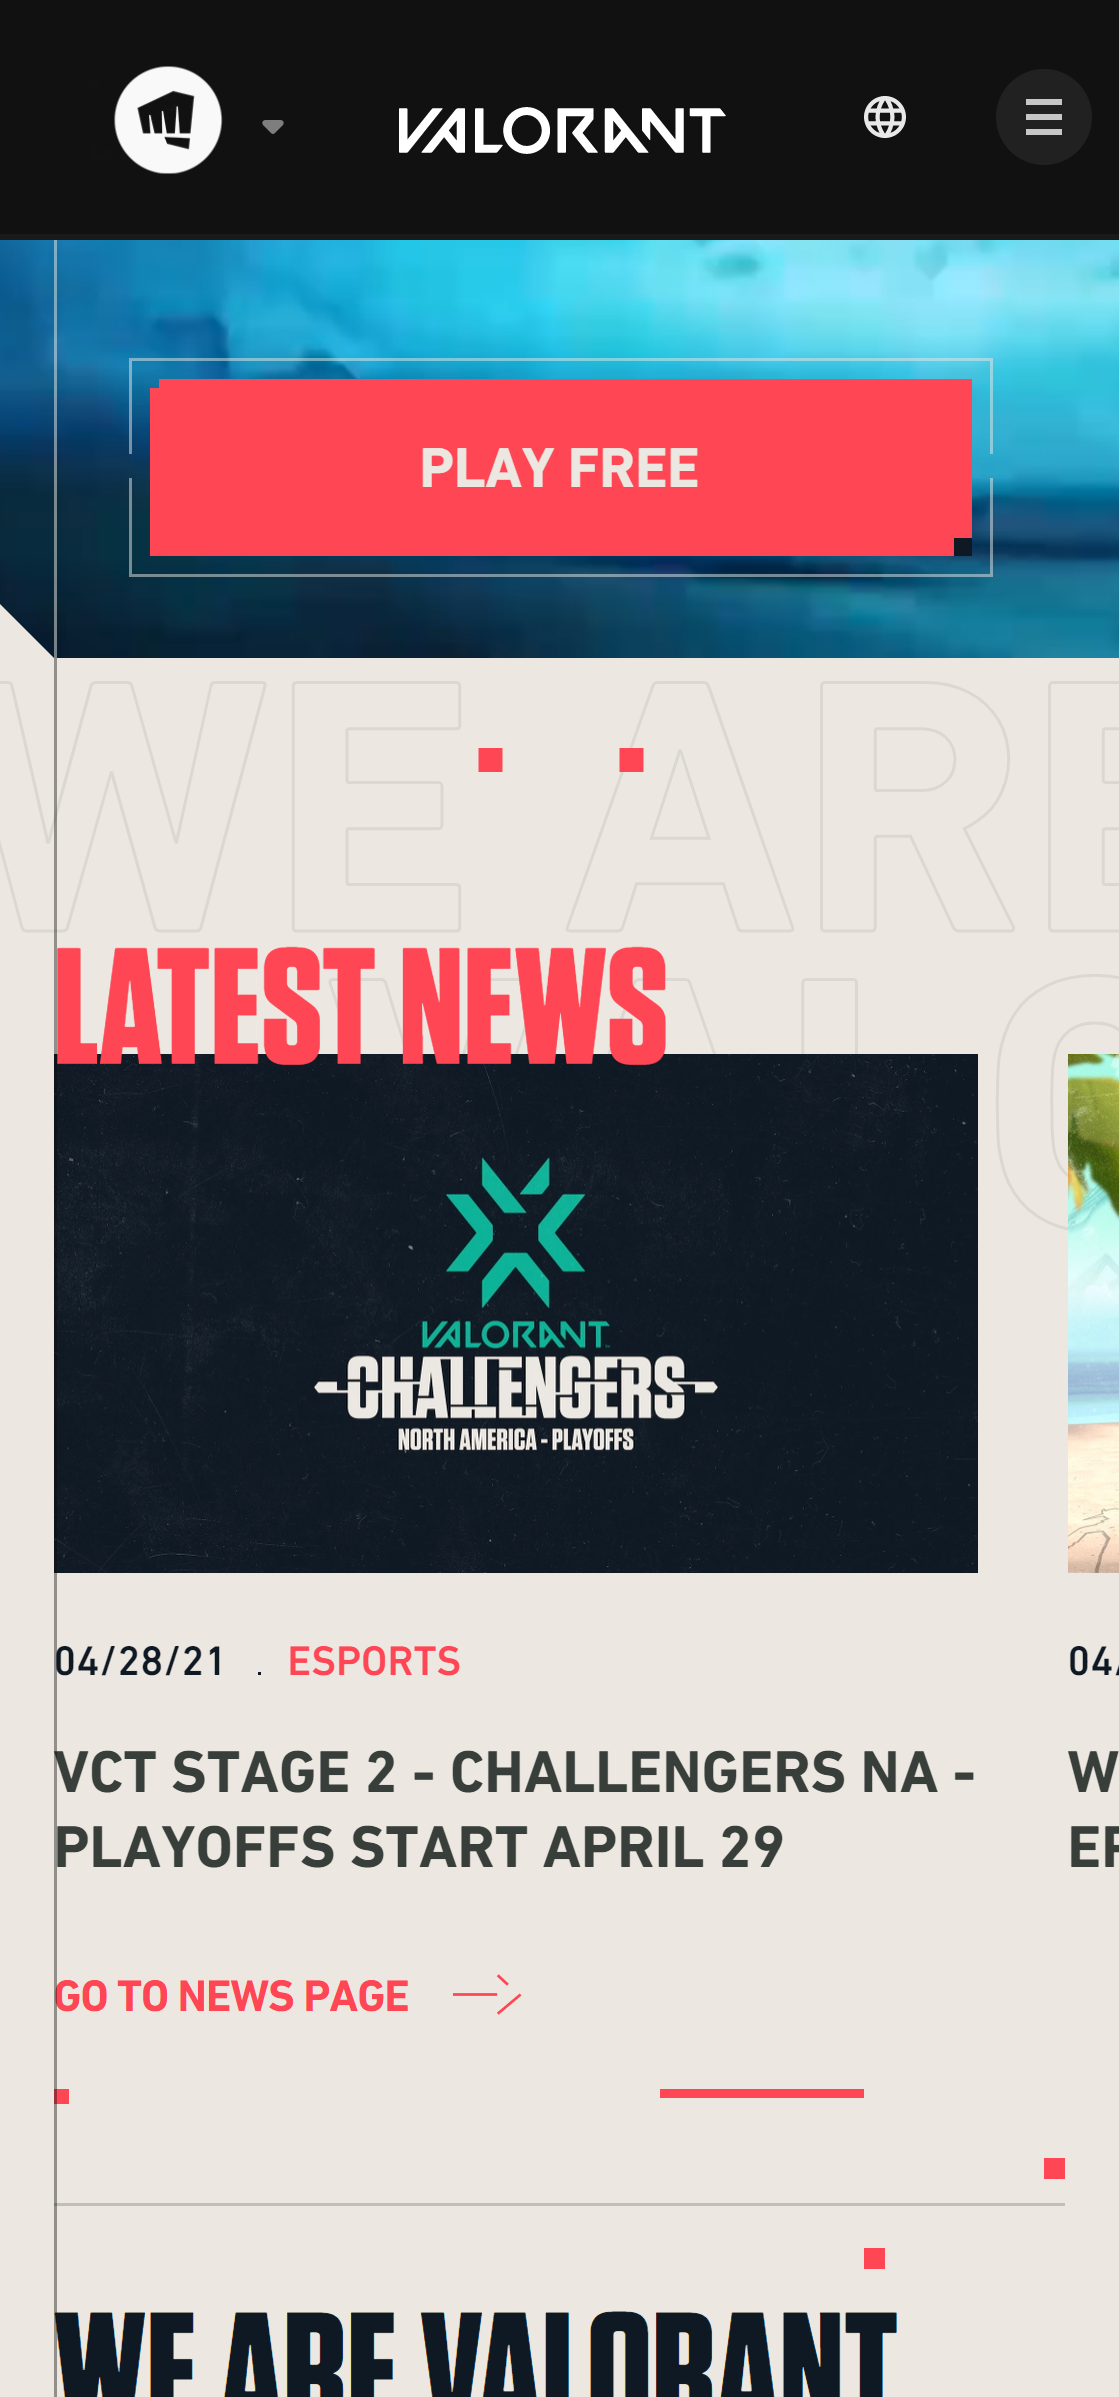 VALORANT
PLAY FREE
WE ARE
LATEST NEWS
VALORANT
CHALLENGERS
NORTH AMERICA - PLAYOFFS
04/28/21 . ESPORTS
04/
VCT STAGE 2 - CHALLENGERS NA -
PLAYOFFS START APRIL 29
GO TO NEWS PAGE
WE ARE VALORANT